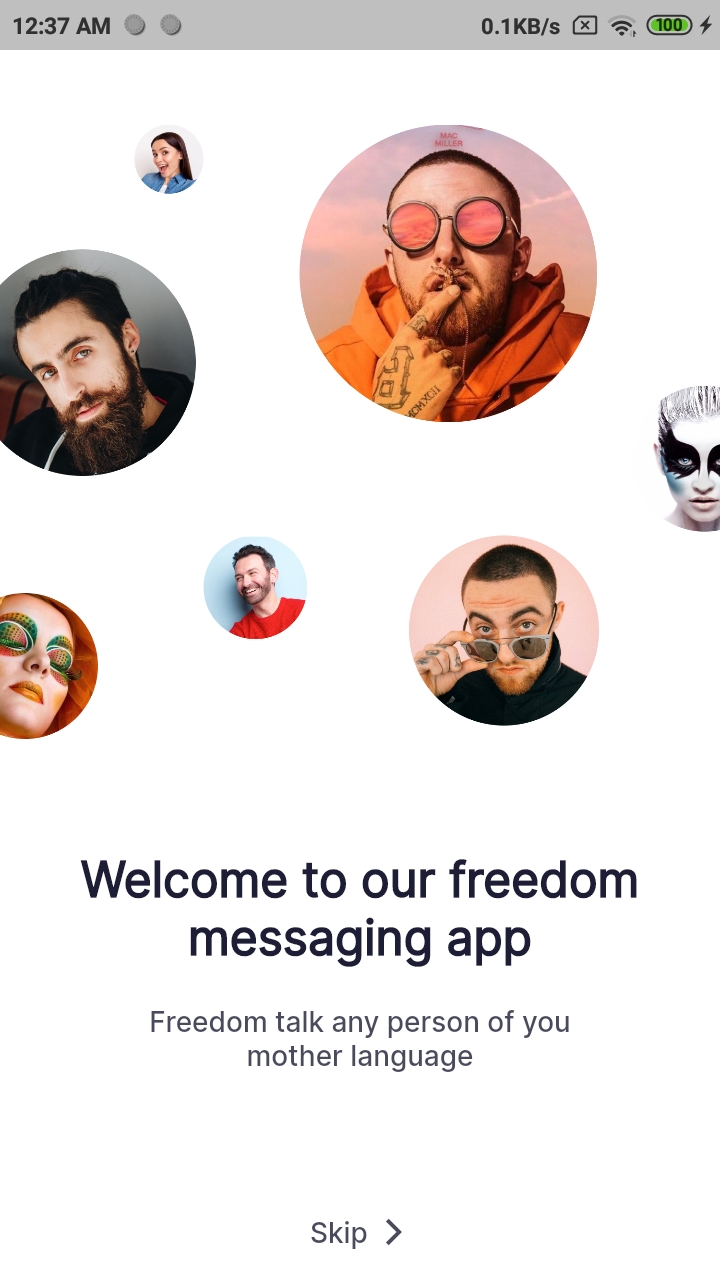 12:37 AM 0.1KB/s 100
MAC
MILLER
Welcome to our freedom
messaging app
Freedom talk any person of you
mother language
Skip